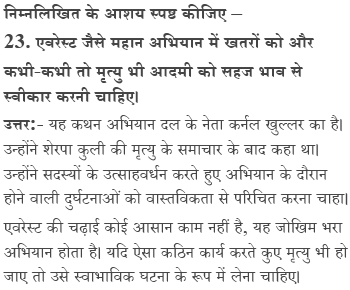 निम्नलिखित के आशय स्पष्ट कीजिए –
23. एवरेस्ट जैसे महान अभियान में खतरों को और
कभी-कभी तो मृत्यु भी आदमी को सहज भाव से
स्वीकार करनी चाहिए।
उत्तर:- यह कथन अभियान दल के नेता कर्नल खुल्लर का है।
उन्होंने शेरपा कुली की मृत्यु के समाचार के बाद कहा था।
उन्होंने सदस्यों के उत्साहवर्धन करते हुए अभियान के दौरान
होने वाली दुर्घटनाओं को वास्तविकता से परिचित करना चाहा।
एवरेस्ट की चढ़ाई कोई आसान काम नहीं है, यह जोखिम भरा
अभियान होता है। यदि ऐसा कठिन कार्य करते कुए मृत्यु भी हो
जाए तो उसे स्वाभाविक घटना के रूप में लेना चाहिए।